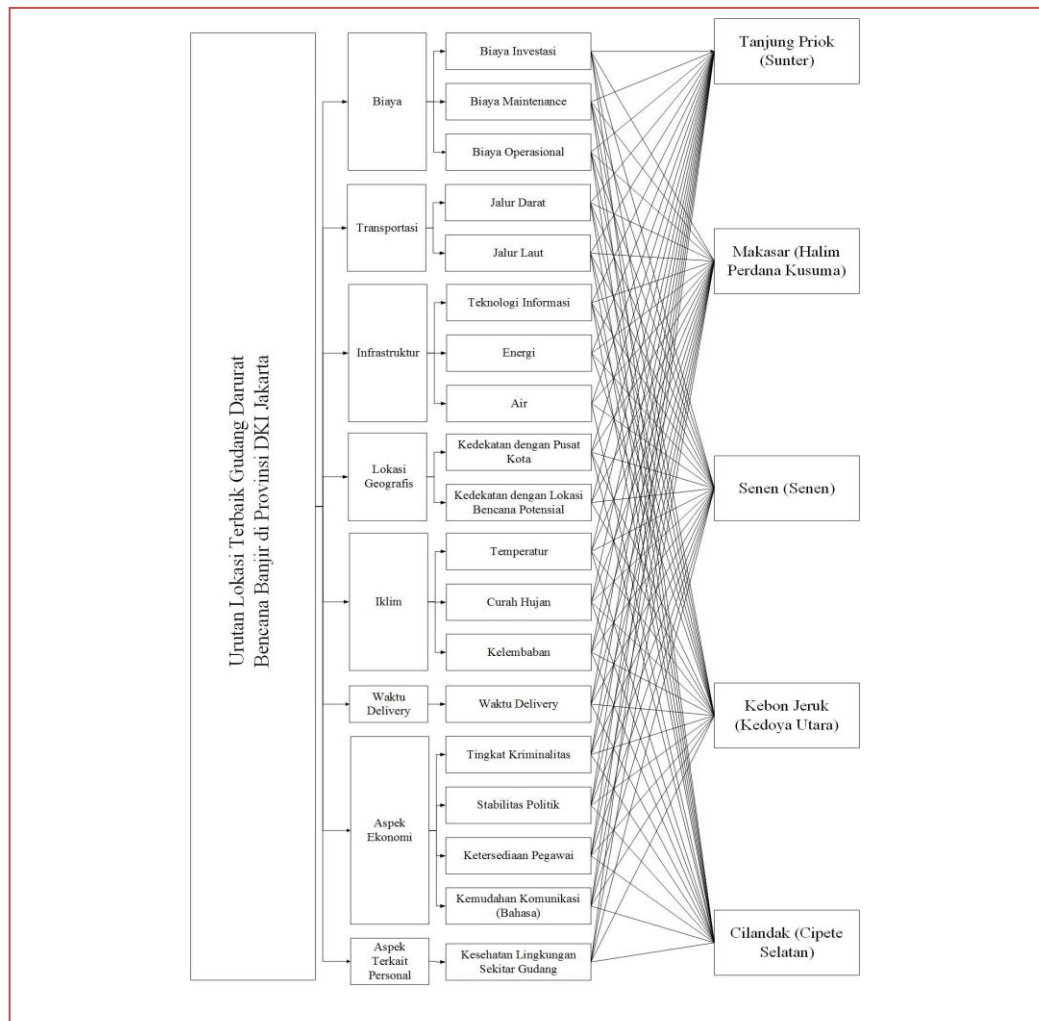 Urutan Lokasi Terbaik Gudang Darurat
Bencana Banjir di Provinsi DKI Jakarta
Biaya
Transportasi
Infrastruktur
Lokasi
Geografis
Iklim
Waktu
Delivery
Aspek
Ekonomi
Aspek
Terkait
Personal
Biaya Investasi
Biaya Maintenance
Biaya Operasional
Jalur Darat
Jalur Laut
Teknologi Informasi
Energi
Air
Kedekatan dengan Pusat
Kota
Kedekatan dengan Lokasi
Bencana Potensial
Temperatur
Curah Hujan
Kelembaban
Waktu Delivery
Tingkat Kriminalitas
Stabilitas Politik
Ketersediaan Pegawai
Kemudahan Komunikasi
(Bahasa)
Kesehatan Lingkungan
Sekitar Gudang
Tanjung Priok
(Sunter)
Makasar (Halim
Perdana Kusuma)
Senen (Senen)
Kebon Jeruk
(Kedoya Utara)
Cilandak (Cipete
Selatan)